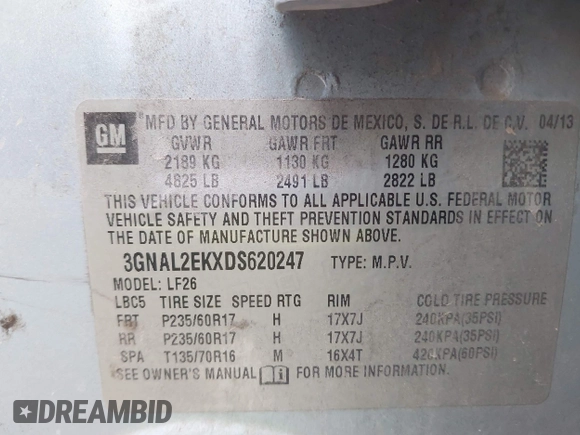 GM
MFD BY GENERAL MOTORS DE MEXICO, S. DE R.L. DE C.V. 04/13
GVWR GAWR FRT GAWR RR
2189 KG 1130 KG 1280 KG
4825 LB 2491 LB 2822 LB
THIS VEHICLE CONFORMS TO ALL APPLICABLE U.S. FEDERAL MOTOR
VEHICLE SAFETY AND THEFT PREVENTION STANDARDS IN EFFECT ON
THE DATE OF MANUFACTURE SHOWN ABOVE.
3GNAL2EKXDS620247 TYPE: M.P.V.
MODEL: LF26
LBC5 TIRE SIZE SPEED RTG RIM COLD TIRE PRESSURE
FRT P235/60R17 H 17X7J 240KPA(35PSI)
RR P235/60R17 H 17X7J 240KPA(35PSI)
SPA T135/70R16 M 16X4T 420KPA(60PSI)
SEE OWNER'S MANUAL FOR MORE INFORMATION.
DREAMBID